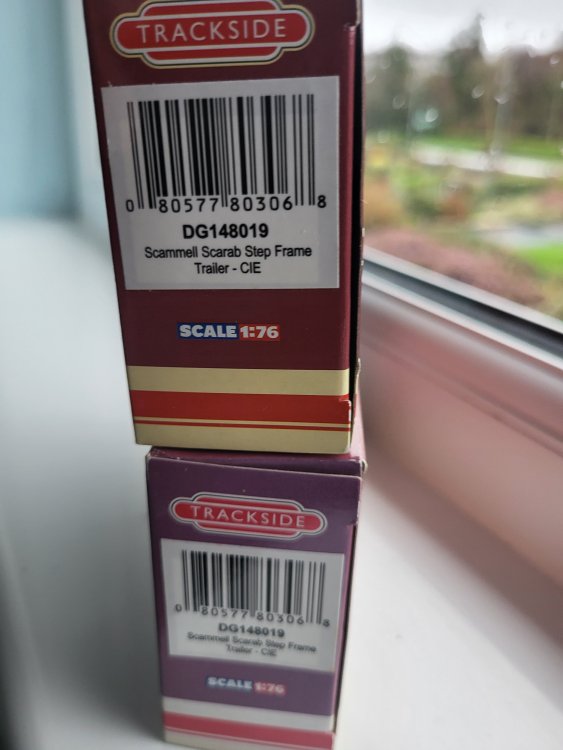 TRACKSIDE
0 80577 80306 8
DG148019
Scammell Scarab Step Frame
Trailer - CIE
SCALE 1:76
TRACKSIDE
0 80577 80306 8
DG148019
Scammell Scarab Step Frame
Trailer - CIE
SCALE 1:76